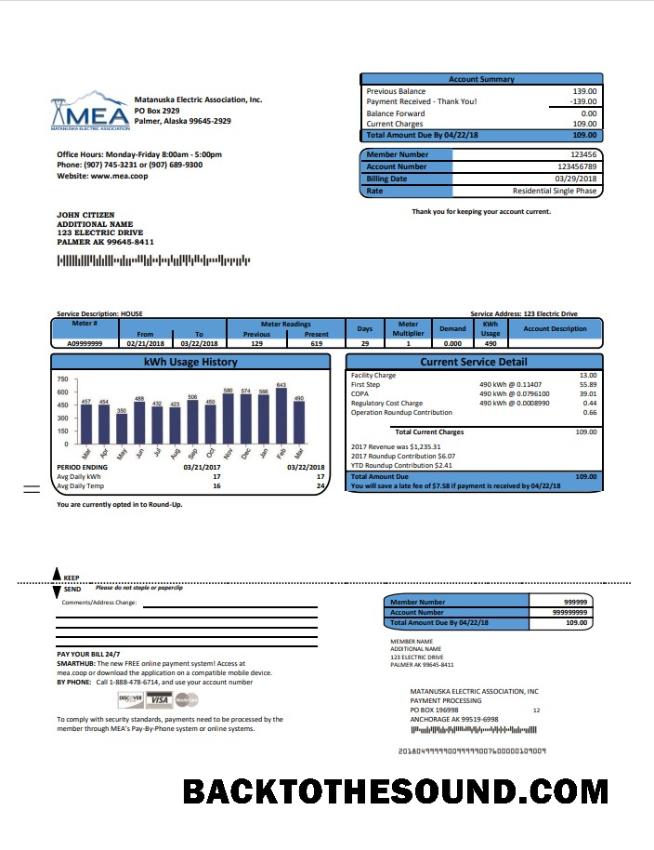 MEA
MATANUSKA ELECTRIC ASSOCIATION
Matanuska Electric Association, Inc.
PO Box 2929
Palmer, Alaska 99645-2929
Office Hours: Monday-Friday 8:00am - 5:00pm
Phone: (907) 745-3231 or (907) 689-9300
Website: www.mea.coop
Account Summary
Previous Balance 139.00
Payment Received - Thank You! -139.00
Balance Forward 0.00
Current Charges 109.00
Total Amount Due By 04/22/18 109.00
Member Number 123456
Account Number 123456789
Billing Date 03/29/2018
Rate Residential Single Phase
Thank you for keeping your account current.
JOHN CITIZEN
ADDITIONAL NAME
123 ELECTRIC DRIVE
PALMER AK 99645-8411
Service Description: HOUSE Service Address: 123 Electric Drive
Meter # Meter Readings Days Meter Multiplier Demand KWh Usage Account Description
From To Previous Present
A09999999 02/21/2018 03/22/2018 129 619 29 1 0.000 490
kWh Usage History
750
600
450
300
150
0
457 454 350 488 432 423 506 450 580 574 566 643 490
Mar Apr May Jun Jul Aug Sep Oct Nov Dec Jan Feb Mar
PERIOD ENDING 03/21/2017 03/22/2018
Avg Daily kWh 17 17
Avg Daily Temp 16 24
You are currently opted in to Round-Up.
Current Service Detail
Facility Charge 13.00
First Step 490 kWh @ 0.11407 55.89
COPA 490 kWh @ 0.0796100 39.01
Regulatory Cost Charge 490 kWh @ 0.0008990 0.44
Operation Roundup Contribution 0.66
Total Current Charges 109.00
2017 Revenue was $1,235.31
2017 Roundup Contribution $6.07
YTD Roundup Contribution $2.41
Total Amount Due 109.00
You will save a late fee of $7.58 if payment is received by 04/22/18
KEEP
SEND Please do not staple or paperclip
Comments/Address Change:
PAY YOUR BILL 24/7
SMARTHUB: The new FREE online payment system! Access at
mea.coop or download the application on a compatible mobile device.
BY PHONE: Call 1-888-478-6714, and use your account number
DISCOVER VISA MasterCard
To comply with security standards, payments need to be processed by the
member through MEA's Pay-By-Phone system or online systems.
Member Number 999999
Account Number 999999999
Total Amount Due By 04/22/18 109.00
MEMBER NAME
ADDITIONAL NAME
123 ELECTRIC DRIVE
PALMER AK 99645-8411
MATANUSKA ELECTRIC ASSOCIATION, INC
PAYMENT PROCESSING
PO BOX 196998 12
ANCHORAGE AK 99519-6998
BACKTOTHESOUND.COM